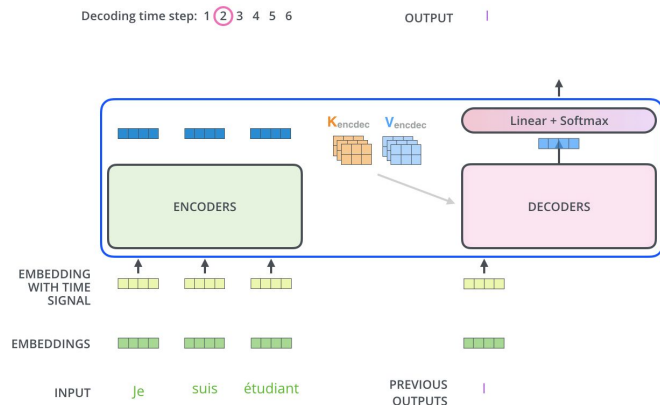 Decoding time step: 1 2 3 4 5 6
OUTPUT I
Kencdec Vencdec
Linear + Softmax
ENCODERS
DECODERS
EMBEDDING
WITH TIME
SIGNAL
EMBEDDINGS
INPUT Je suis étudiant
PREVIOUS
OUTPUTS I